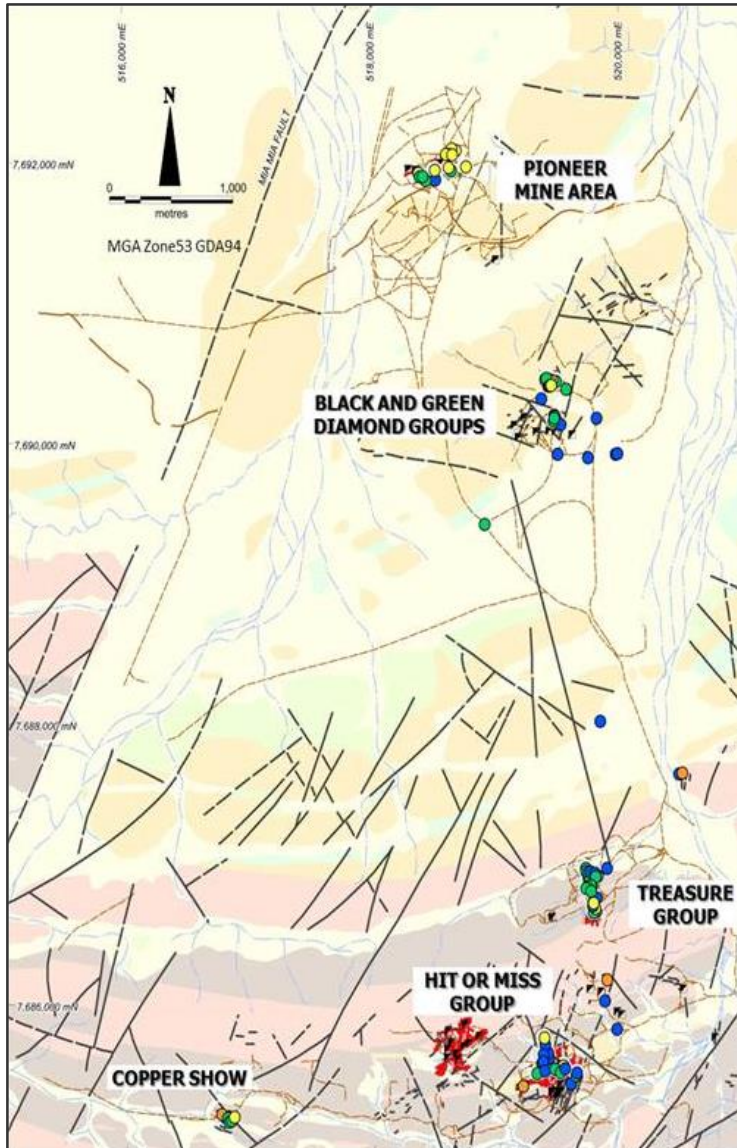 516,000 mE
518,000 mE
520,000 mE
N
MIA MIA FAULT
7,692,000 mN
PIONEER
MINE AREA
0 1,000
metres
MGA Zone53 GDA94
BLACK AND GREEN
DIAMOND GROUPS
7,690,000 mN
7,688,000 mN
TREASURE
GROUP
HIT OR MISS
GROUP
7,686,000 mN
COPPER SHOW